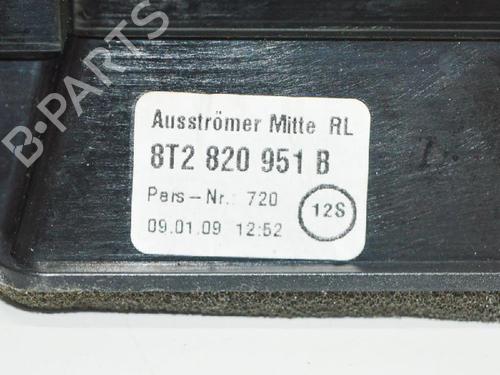 B-PARTS
Ausströmer Mitte RL
8T2 820 951 B
Pers-Nr.: 720
12S
09.01.09 12:52